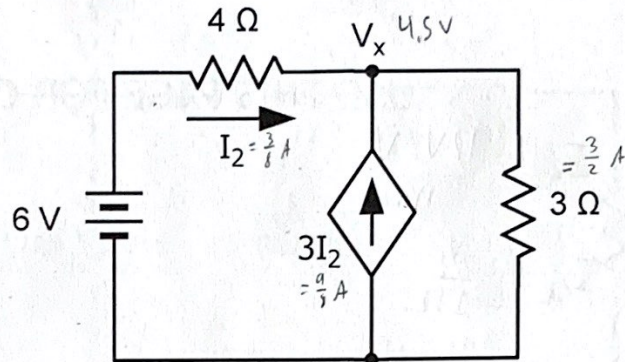 4 Ω
Vₓ 4.5V
I₂ = 3/8 A
6 V
3I₂
= 9/8 A
= 3/2 A
3 Ω